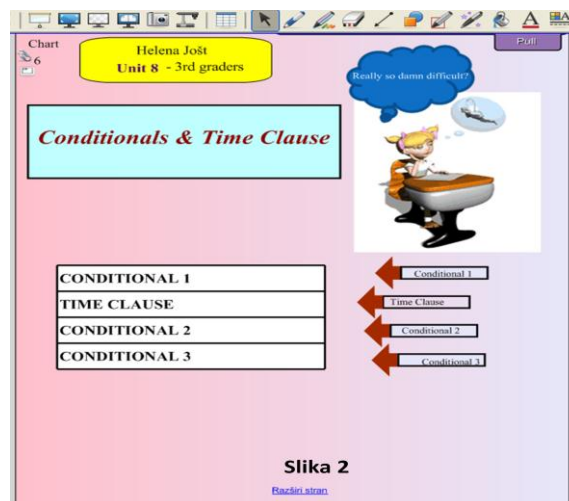 Pull
Chart
6
Helena Jošt
Unit 8 - 3rd graders
Really so damn difficult?
Conditionals & Time Clause
CONDITIONAL 1
TIME CLAUSE
CONDITIONAL 2
CONDITIONAL 3
Conditional 1
Time Clause
Conditional 2
Conditional 3
Slika 2
Razširi stran